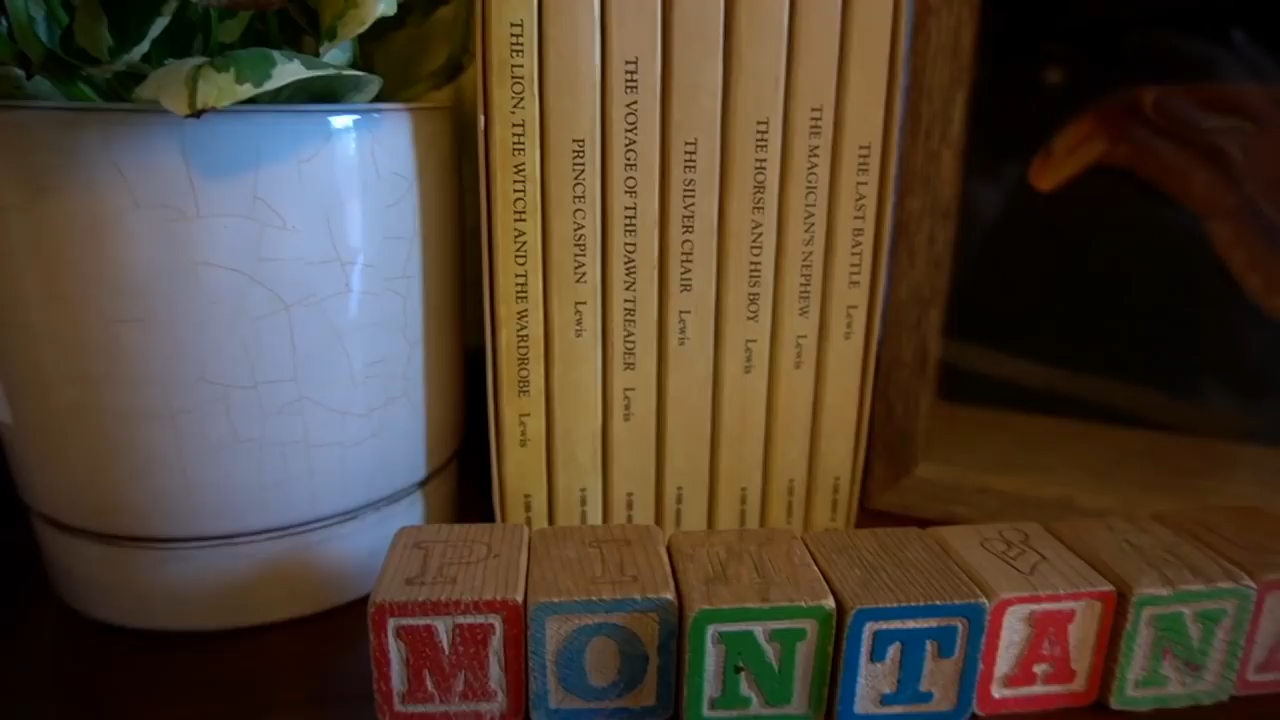 THE LION, THE WITCH AND THE WARDROBE Lewis
PRINCE CASPIAN Lewis
THE VOYAGE OF THE DAWN TREADER Lewis
THE SILVER CHAIR Lewis
THE HORSE AND HIS BOY Lewis
THE MAGICIAN'S NEPHEW Lewis
THE LAST BATTLE Lewis
P I
M O N T A N A